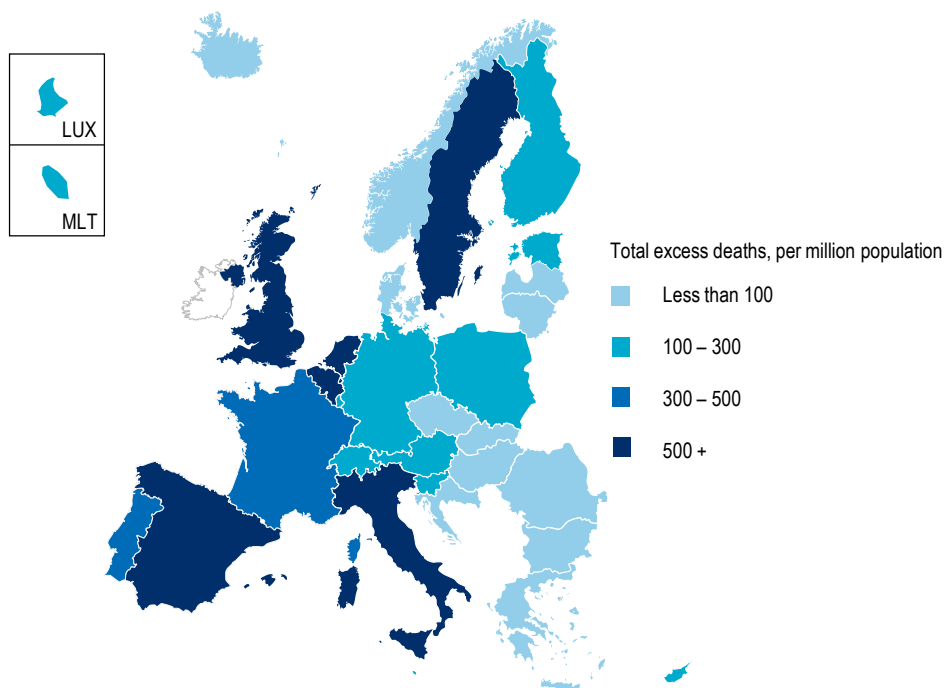 LUX
MLT
Total excess deaths, per million population
Less than 100
100 – 300
300 – 500
500 +